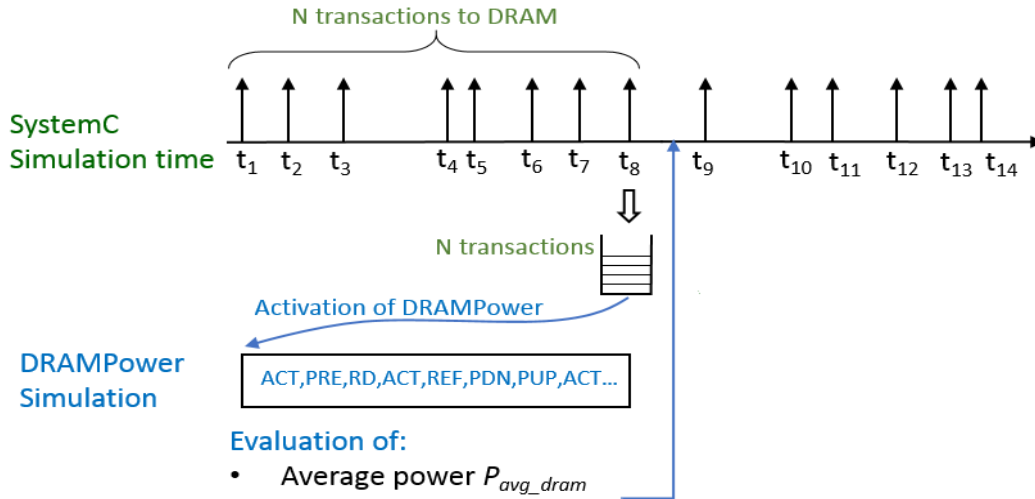 N transactions to DRAM
SystemC
Simulation time
t1 t2 t3 t4 t5 t6 t7 t8 t9 t10 t11 t12 t13 t14
N transactions
Activation of DRAMPower
DRAMPower
Simulation
ACT,PRE,RD,ACT,REF,PDN,PUP,ACT...
Evaluation of:
• Average power Pavg_dram